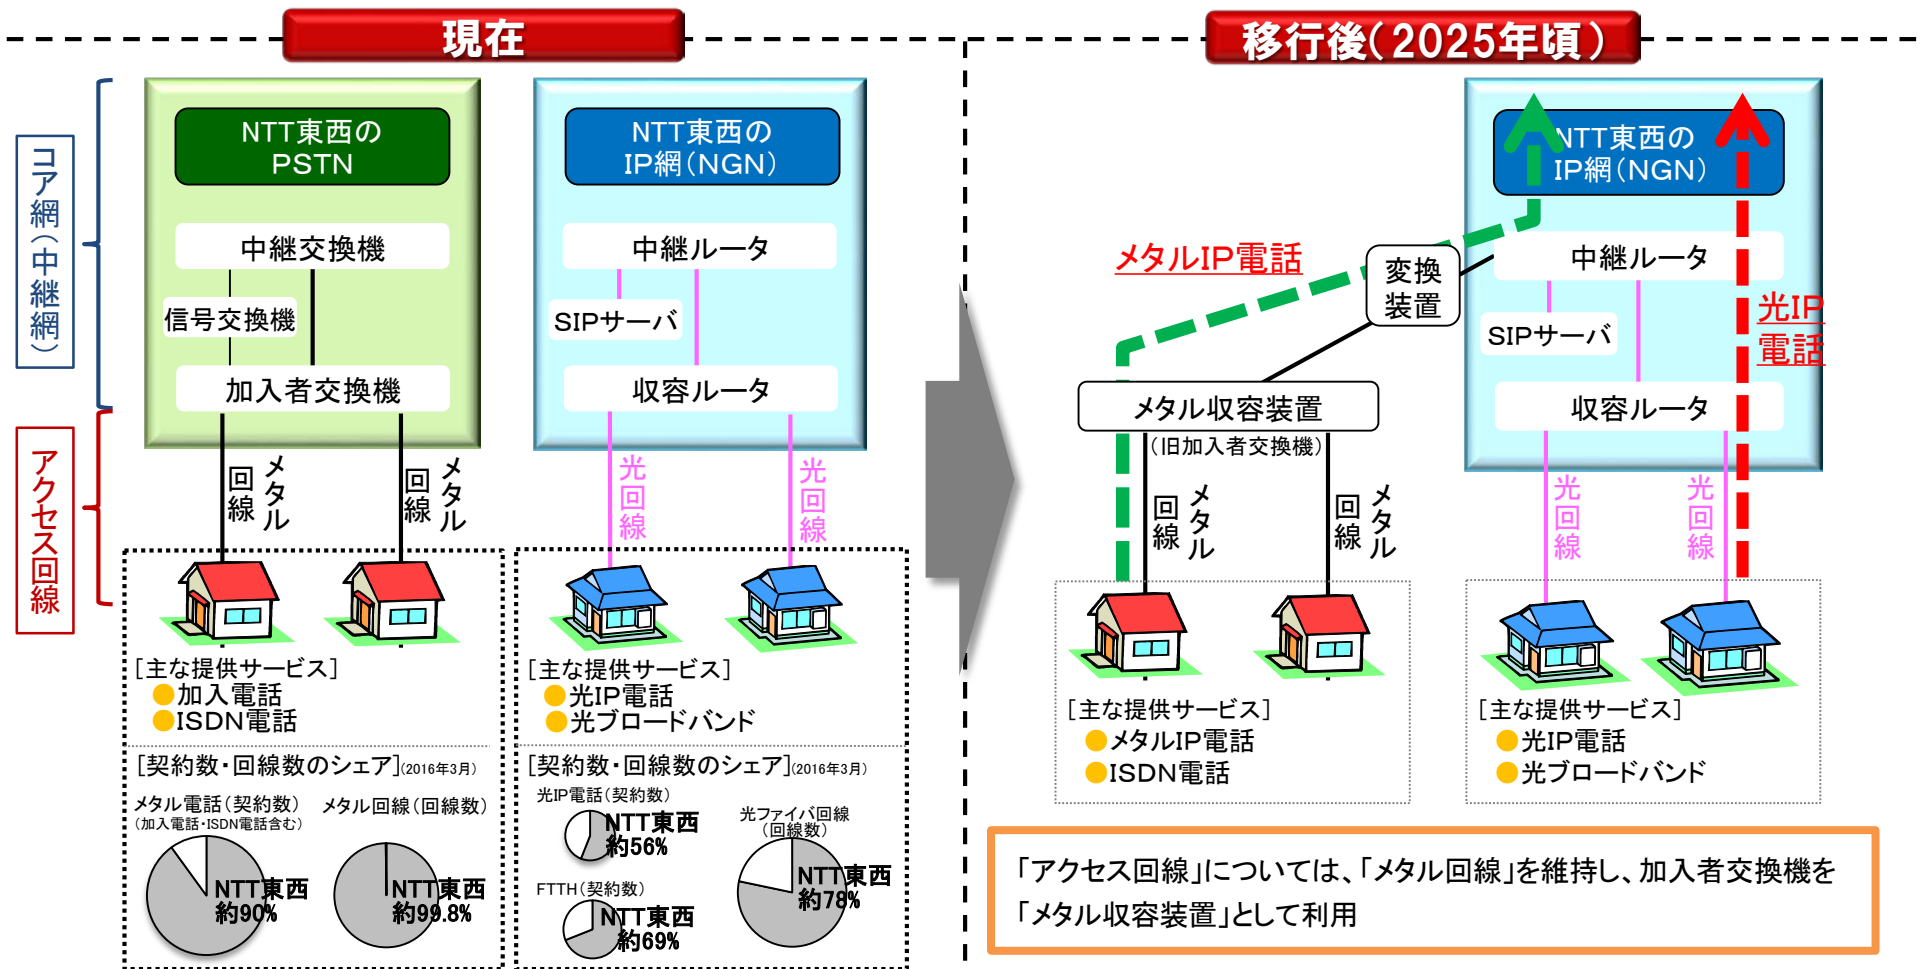 現在
移行後（2025年頃）
コア網（中継網）
アクセス回線
NTT東西の
PSTN
中継交換機
信号交換機
加入者交換機
メタル
回線
メタル
回線
NTT東西の
IP網（NGN）
中継ルータ
SIPサーバ
収容ルータ
光回線
光回線
［主な提供サービス］
●加入電話
●ISDN電話
［契約数・回線数のシェア］(2016年3月)
メタル電話（契約数）
（加入電話・ISDN電話含む）
NTT東西
約90%
メタル回線（回線数）
NTT東西
約99.8%
［主な提供サービス］
●光IP電話
●光ブロードバンド
［契約数・回線数のシェア］(2016年3月)
光IP電話（契約数）
NTT東西
約56%
FTTH（契約数）
NTT東西
約69%
光ファイバ回線
（回線数）
NTT東西
約78%
メタルIP電話
変換
装置
メタル収容装置
（旧加入者交換機）
メタル
回線
メタル
回線
NTT東西の
IP網（NGN）
中継ルータ
SIPサーバ
収容ルータ
光IP
電話
光回線
光回線
［主な提供サービス］
●メタルIP電話
●ISDN電話
［主な提供サービス］
●光IP電話
●光ブロードバンド
「アクセス回線」については、「メタル回線」を維持し、加入者交換機を
「メタル収容装置」として利用